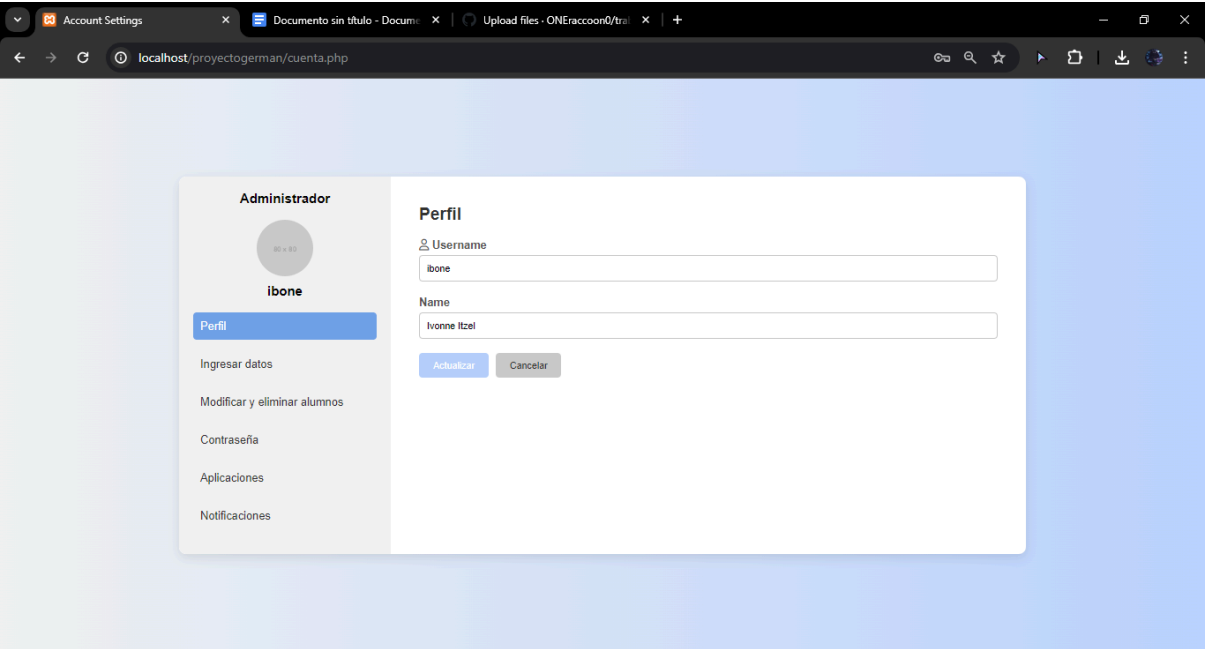 Account Settings
Documento sin título - Docume
Upload files · ONEraccoon0/tra
localhost/proyectogerman/cuenta.php
Administrador
80 x 80
ibone
Perfil
Ingresar datos
Modificar y eliminar alumnos
Contraseña
Aplicaciones
Notificaciones
Perfil
Username
ibone
Name
Ivonne Itzel
Actualizar Cancelar